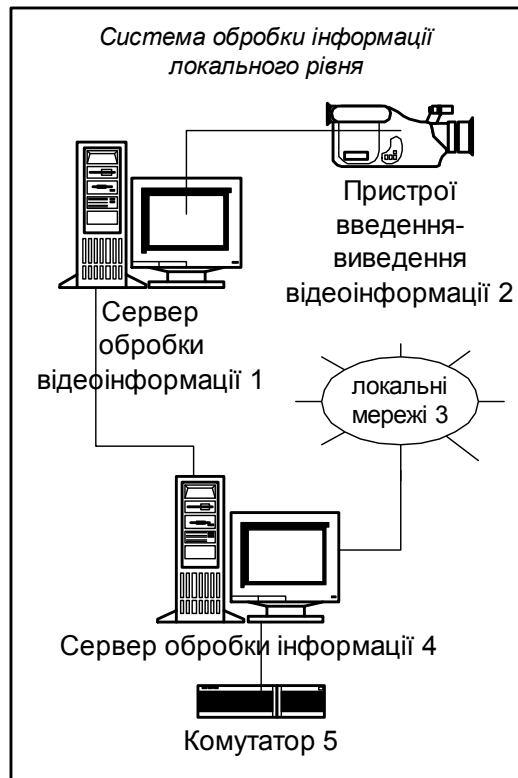 Система обробки інформації
локального рівня
Пристрої
введення-
виведення
відеоінформації 2
Сервер
обробки
відеоінформації 1
локальні
мережі 3
Сервер обробки інформації 4
Комутатор 5